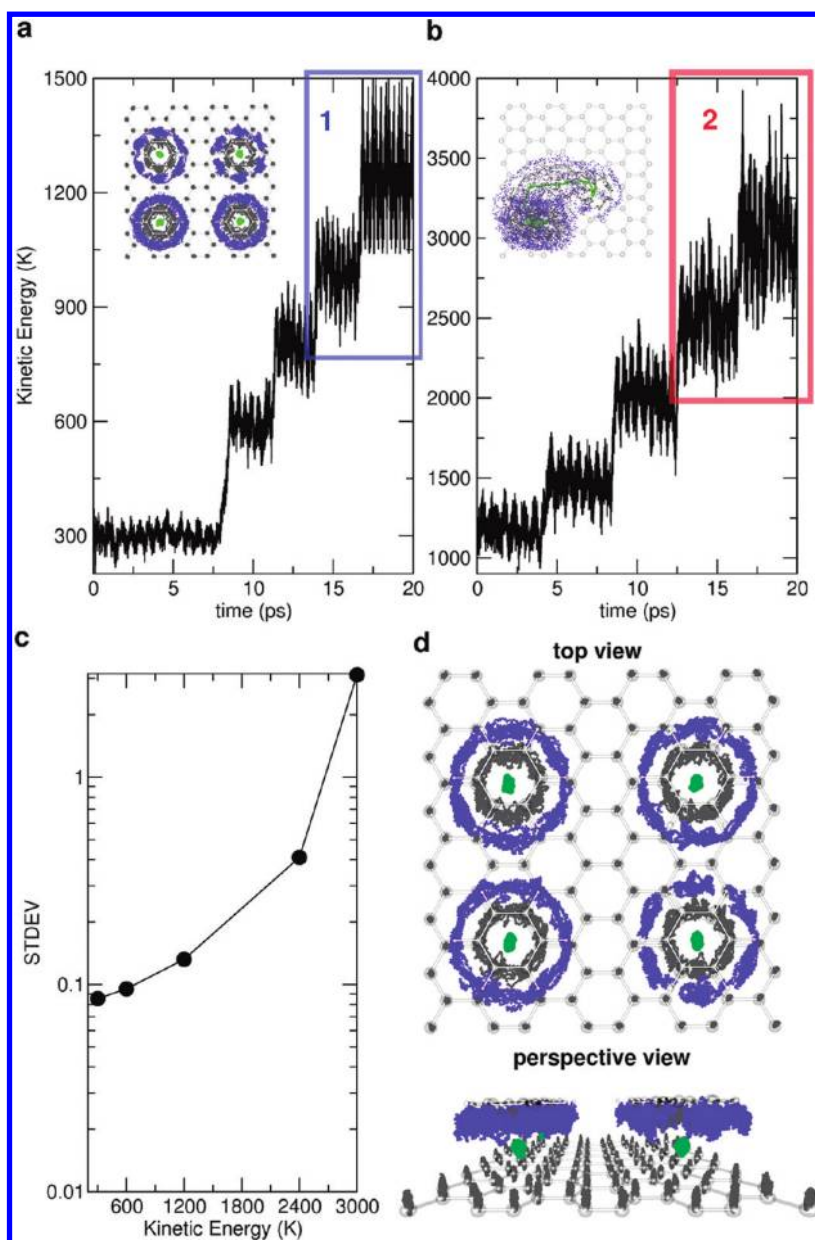 a
1500
1200
900
600
300
Kinetic Energy (K)
0
5
10
15
20
time (ps)
1
b
4000
3500
3000
2500
2000
1500
1000
0
5
10
15
20
time (ps)
2
c
1
0.1
0.01
STDEV
600
1200
1800
2400
3000
Kinetic Energy (K)
d
top view
perspective view